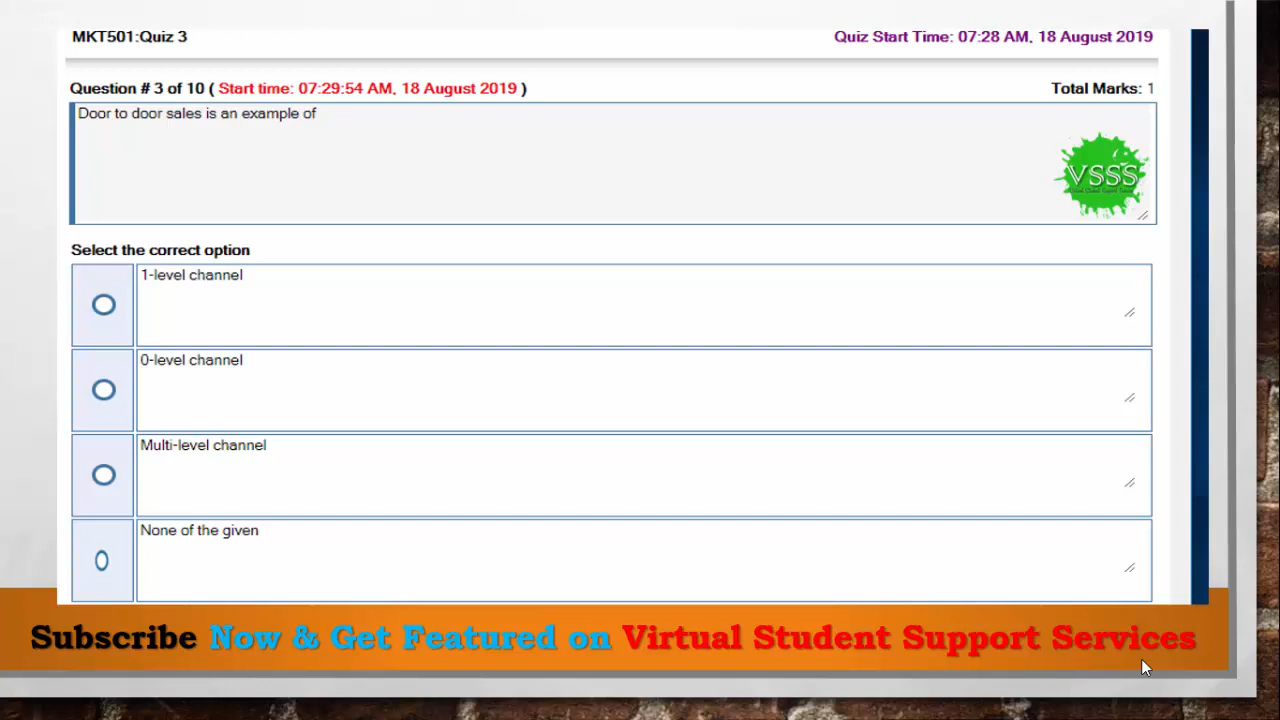 MKT501:Quiz 3 Quiz Start Time: 07:28 AM, 18 August 2019
Question # 3 of 10 ( Start time: 07:29:54 AM, 18 August 2019 ) Total Marks: 1
Door to door sales is an example of
VSSS
Select the correct option
1-level channel
0-level channel
Multi-level channel
None of the given
Subscribe Now & Get Featured on Virtual Student Support Services